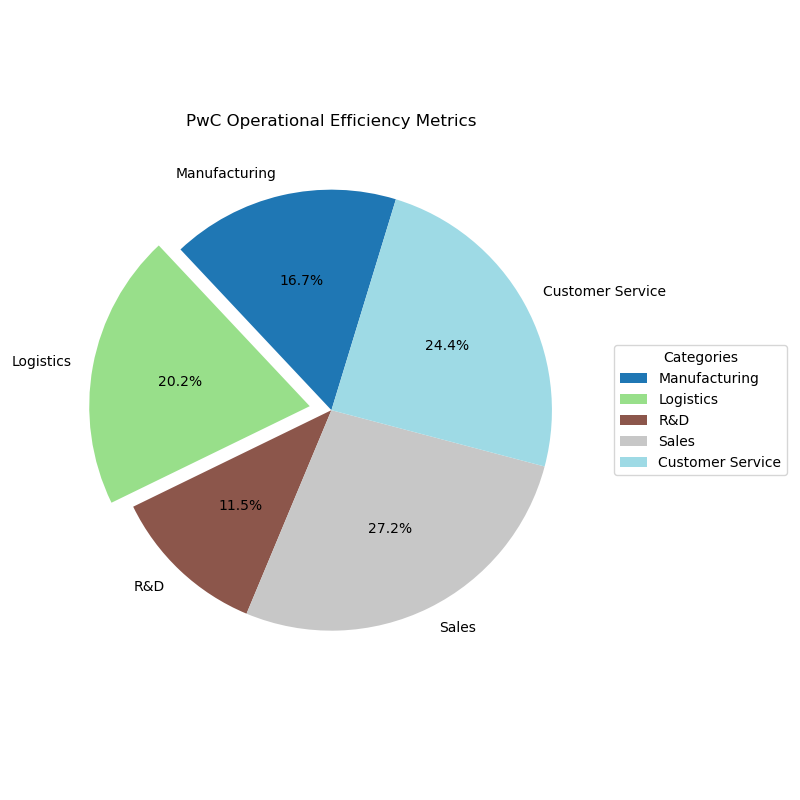 PwC Operational Efficiency Metrics
Manufacturing
16.7%
Customer Service
24.4%
Logistics
20.2%
R&D
11.5%
Sales
27.2%
Categories
Manufacturing
Logistics
R&D
Sales
Customer Service